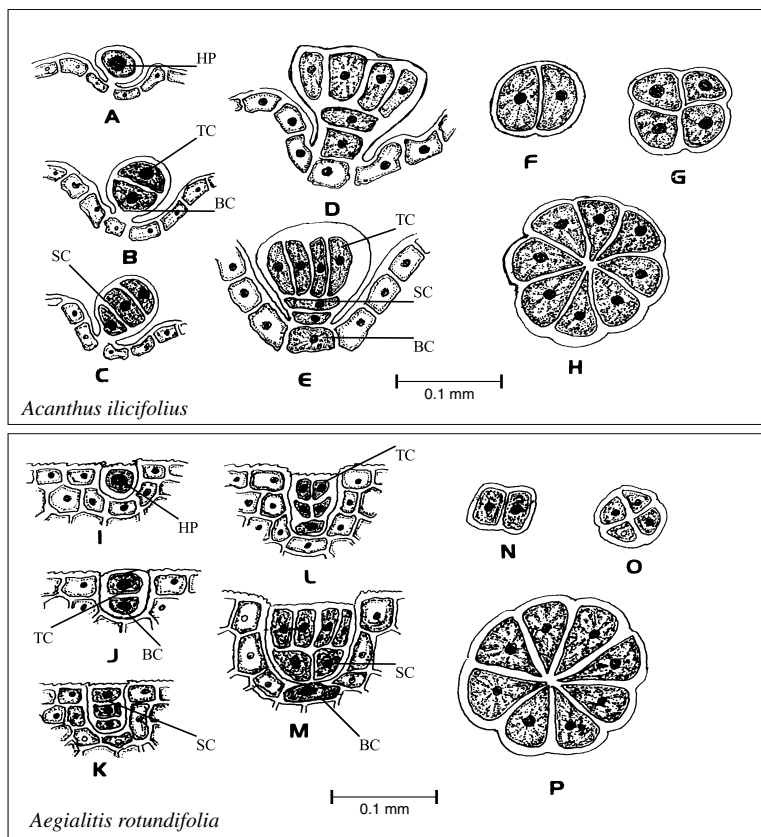 HP
A
TC
BC
B
SC
C
D
TC
SC
BC
E
F
G
H
0.1 mm
Acanthus ilicifolius
HP
I
TC
BC
J
SC
K
TC
L
SC
BC
M
N
O
P
0.1 mm
Aegialitis rotundifolia